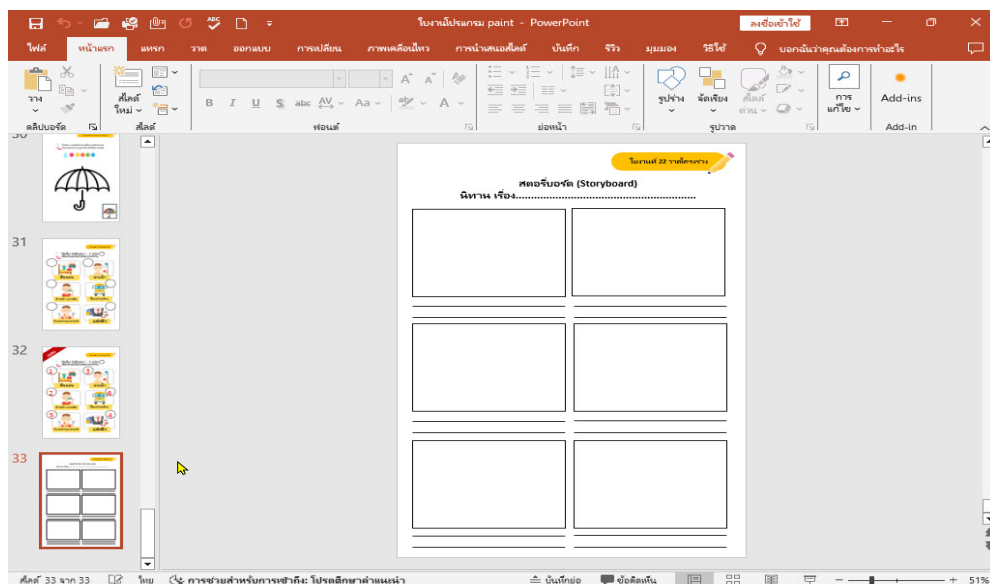 ใบงานโปรแกรม paint - PowerPoint
ลงชื่อเข้าใช้
ไฟล์ หน้าแรก แทรก วาด ออกแบบ การเปลี่ยน ภาพเคลื่อนไหว การนำเสนอสไลด์ บันทึก รีวิว มุมมอง วิธีใช้ บอกฉันว่าคุณต้องการทำอะไร
วาง
สไลด์
ใหม่
B I U S abc AV Aa A
รูปร่าง
จัดเรียง
สไตล์
ด่วน
การ
แก้ไข
Add-ins
คลิปบอร์ด สไลด์ ฟอนต์ ย่อหน้า รูปวาด Add-in
30
31
32
33
ใบงานที่ 22 วาดโครงร่าง
สตอรี่บอร์ด (Storyboard)
นิทาน เรื่อง............................................................
สไลด์ 33 จาก 33 ไทย การช่วยสำหรับการเข้าถึง: โปรดศึกษาคำแนะนำ บันทึกย่อ ข้อคิดเห็น 51%